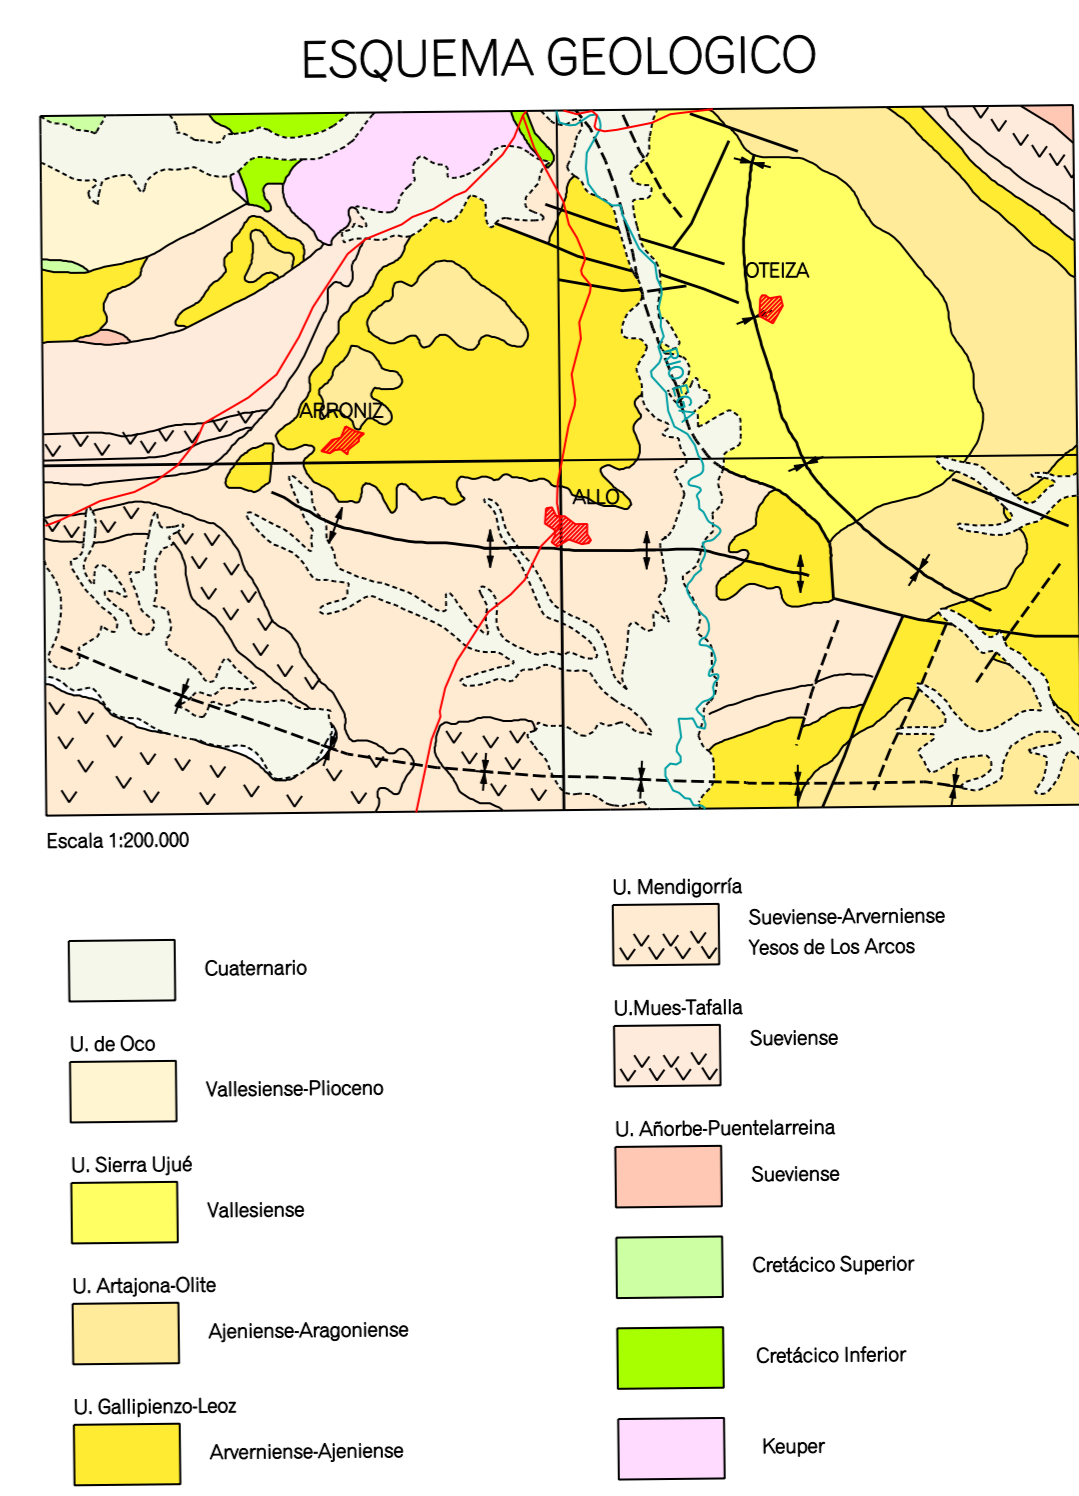 ESQUEMA GEOLOGICO
OTEIZA
RIO EGA
ARRONIZ
ALLO
Escala 1:200.000
Cuaternario
U. de Oco
Vallesiense-Plioceno
U. Sierra Ujué
Vallesiense
U. Artajona-Olite
Ajeniense-Aragoniense
U. Gallipienzo-Leoz
Arverniense-Ajeniense
U. Mendigorría
Sueviense-Arverniense
Yesos de Los Arcos
U.Mues-Tafalla
Sueviense
U. Añorbe-Puentelarreina
Sueviense
Cretácico Superior
Cretácico Inferior
Keuper